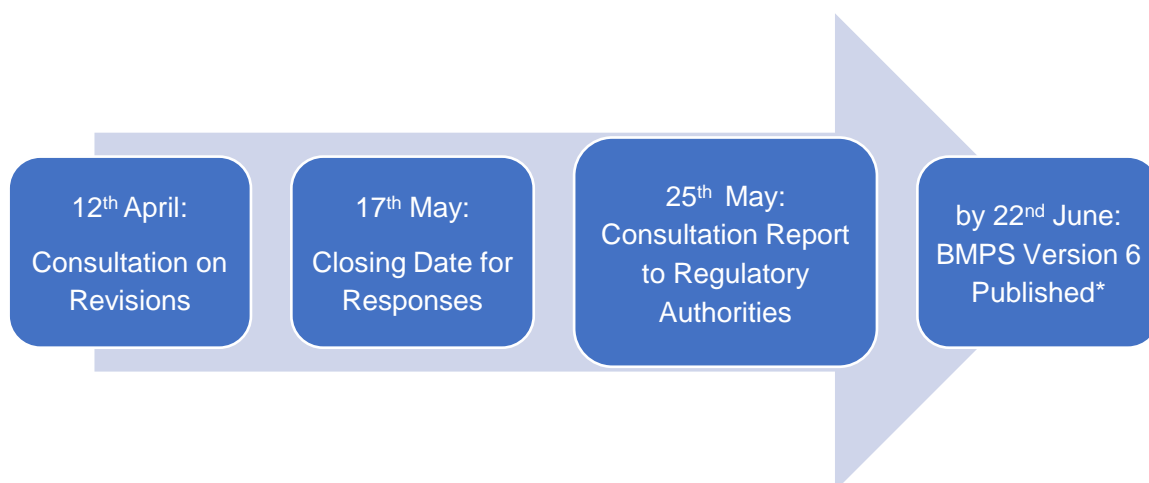 12th April:
Consultation on
Revisions
17th May:
Closing Date for
Responses
25th May:
Consultation Report
to Regulatory
Authorities
by 22nd June:
BMPS Version 6
Published*